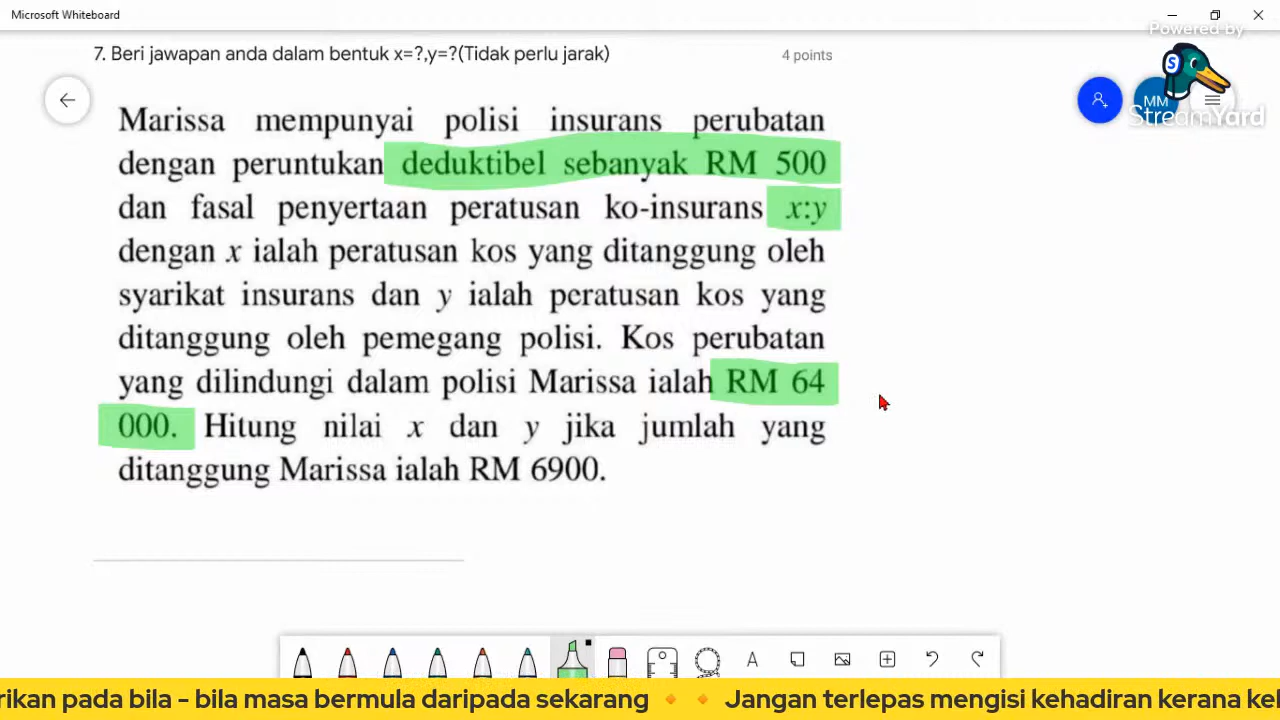 Microsoft Whiteboard
Powered by
7. Beri jawapan anda dalam bentuk x=?,y=?(Tidak perlu jarak)
4 points
S
MM
StreamYard
Marissa mempunyai polisi insurans perubatan
dengan peruntukan deduktibel sebanyak RM 500
dan fasal penyertaan peratusan ko-insurans x:y
dengan x ialah peratusan kos yang ditanggung oleh
syarikat insurans dan y ialah peratusan kos yang
ditanggung oleh pemegang polisi. Kos perubatan
yang dilindungi dalam polisi Marissa ialah RM 64
000. Hitung nilai x dan y jika jumlah yang
ditanggung Marissa ialah RM 6900.
A
rikan pada bila - bila masa bermula daripada sekarang 🔸 🔸 Jangan terlepas mengisi kehadiran kerana ke